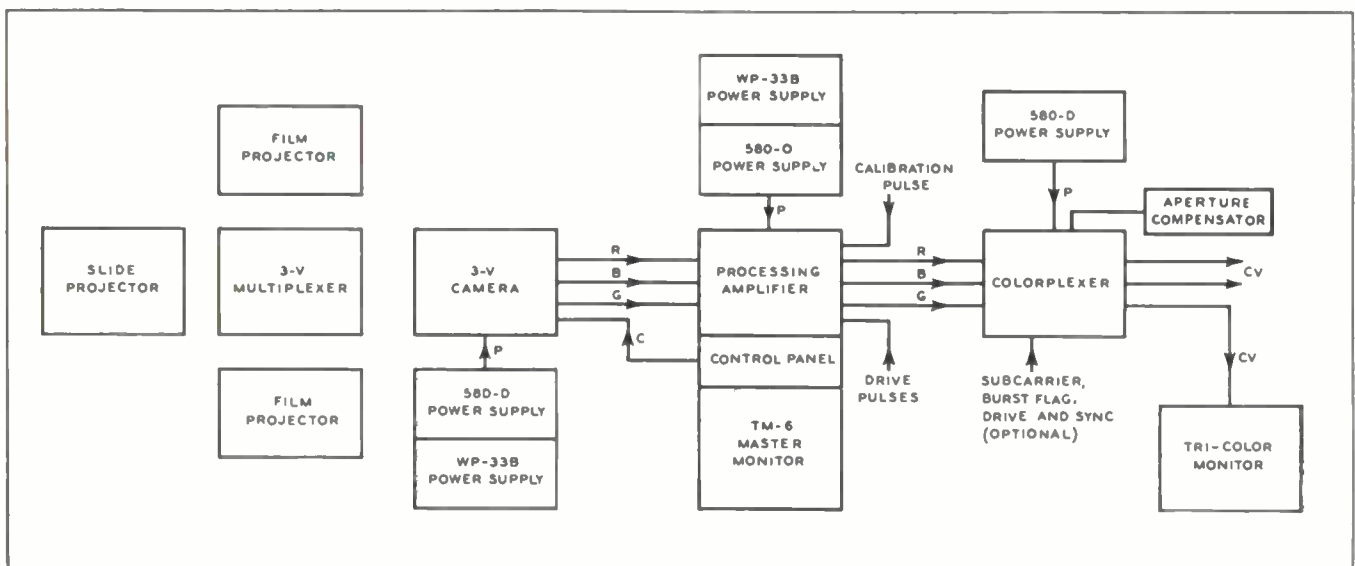 FILM
PROJECTOR
SLIDE
PROJECTOR
3-V
MULTIPLEXER
FILM
PROJECTOR
3-V
CAMERA
P
58D-D
POWER SUPPLY
WP-33B
POWER SUPPLY
R
B
G
C
WP-33B
POWER SUPPLY
580-O
POWER SUPPLY
P
PROCESSING
AMPLIFIER
CONTROL PANEL
TM-6
MASTER
MONITOR
CALIBRATION
PULSE
R
B
G
DRIVE
PULSES
580-D
POWER SUPPLY
P
APERTURE
COMPENSATOR
COLORPLEXER
SUBCARRIER,
BURST FLAG,
DRIVE AND SYNC
(OPTIONAL)
CV
CV
TRI-COLOR
MONITOR